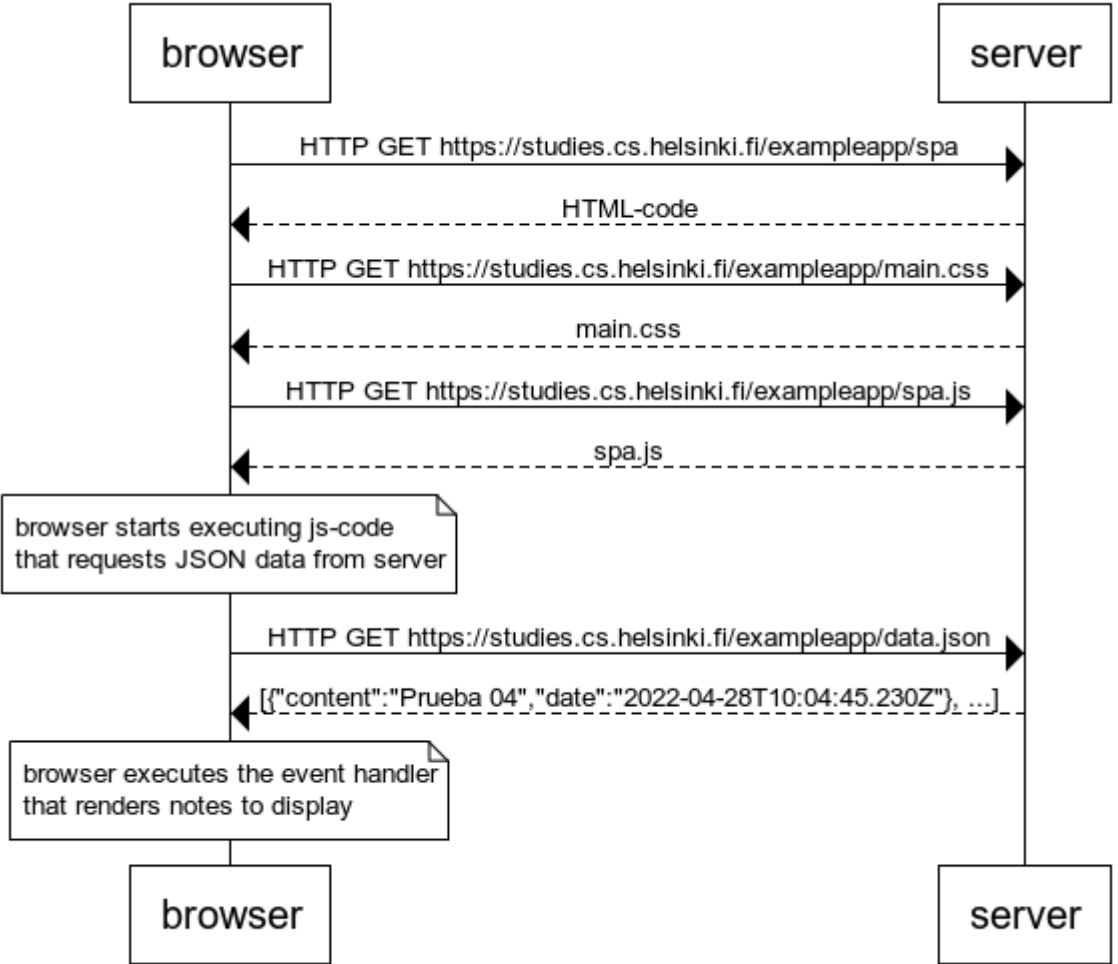 browser
server
HTTP GET https://studies.cs.helsinki.fi/exampleapp/spa
HTML-code
HTTP GET https://studies.cs.helsinki.fi/exampleapp/main.css
main.css
HTTP GET https://studies.cs.helsinki.fi/exampleapp/spa.js
spa.js
browser starts executing js-code
that requests JSON data from server
HTTP GET https://studies.cs.helsinki.fi/exampleapp/data.json
[{"content":"Prueba 04","date":"2022-04-28T10:04:45.230Z"}, ...]
browser executes the event handler
that renders notes to display
browser
server